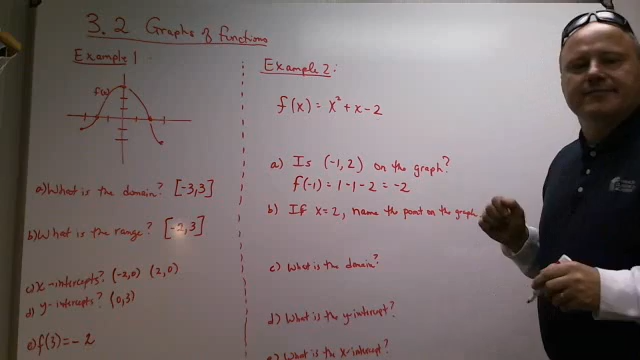 3.2 Graphs of functions
Example 1
f(x)
a) What is the domain? [-3,3]
b) What is the range? [-2,3]
c) x-intercepts? (-2,0) (2,0)
d) y-intercepts? (0,3)
e) f(3) = -2
Example 2:
f(x) = x² + x - 2
a) Is (-1,2) on the graph?
f(-1) = 1 - 1 - 2 = -2
b) If x=2, name the point on the graph
c) What is the domain?
d) What is the y-intercept?
e) What is the x-intercept?